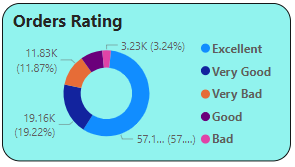 Orders Rating
3.23K (3.24%)
11.83K
(11.87%)
19.16K
(19.22%)
57.1... (57....)
Excellent
Very Good
Very Bad
Good
Bad